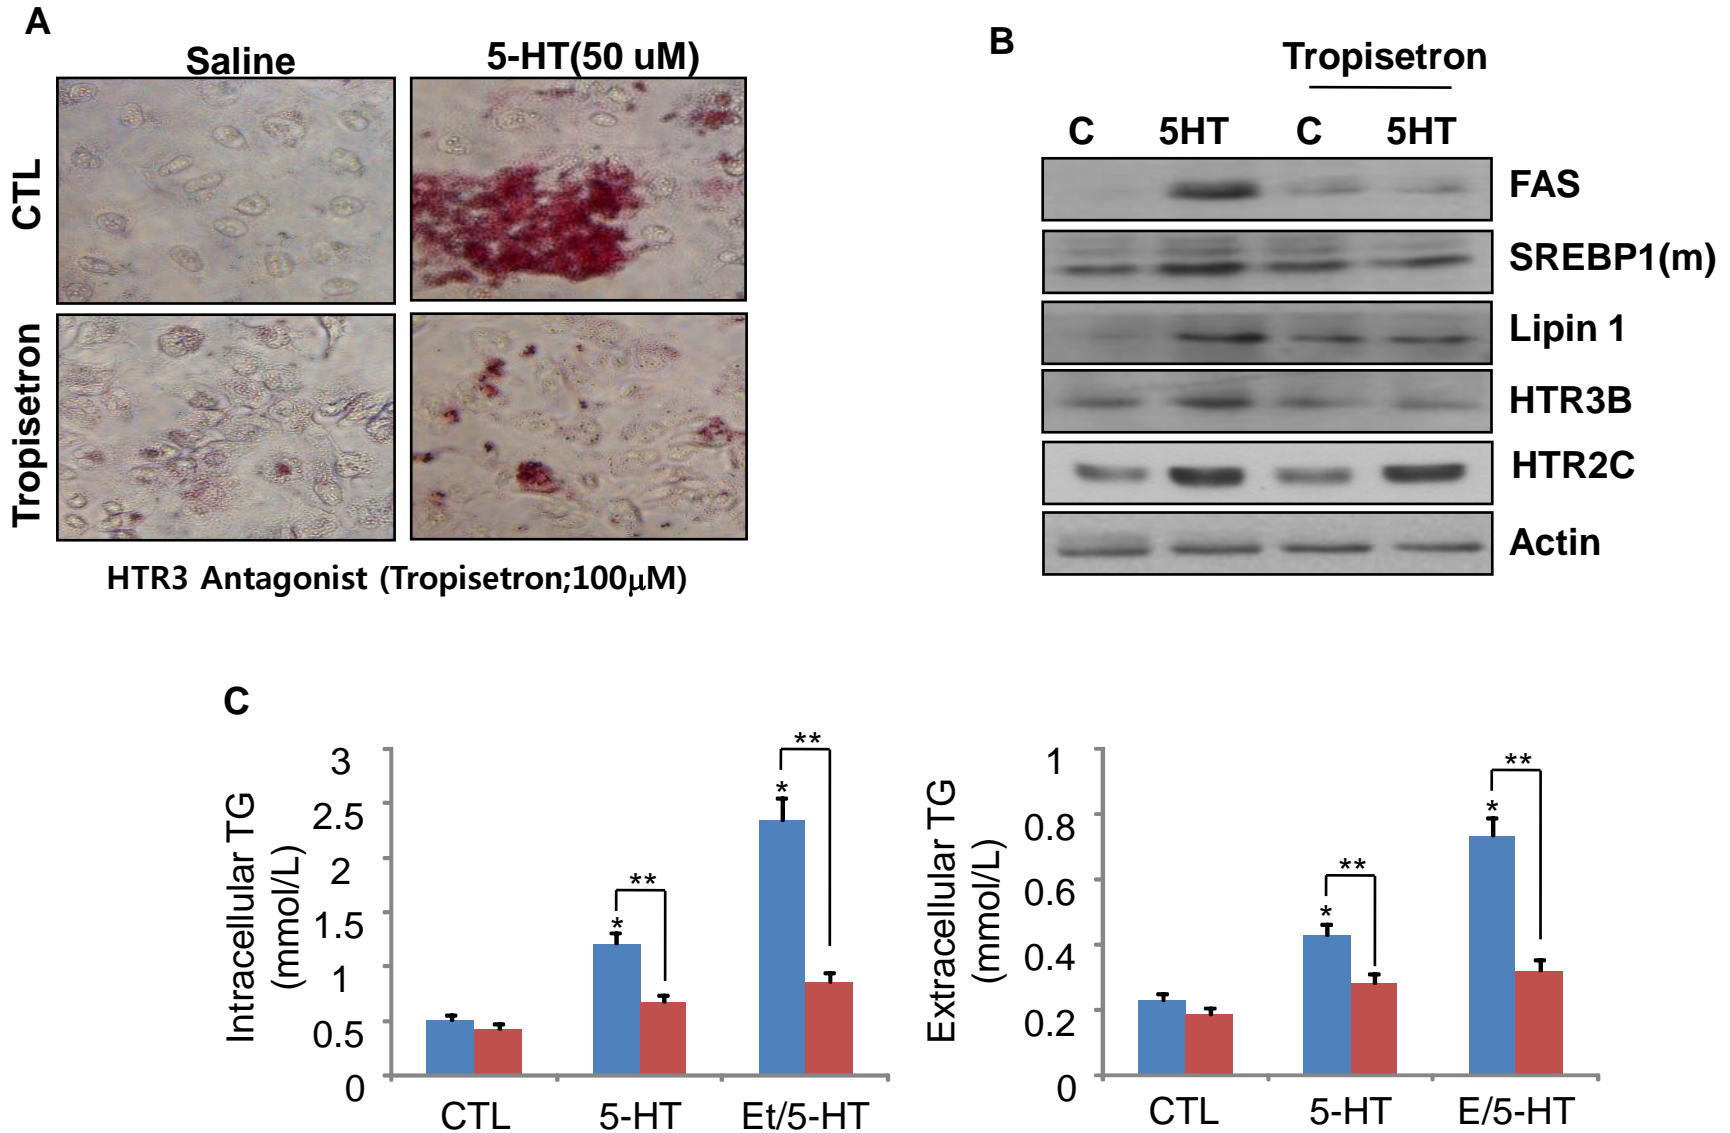 A
Saline
5-HT(50 uM)
CTL
Tropisetron
HTR3 Antagonist (Tropisetron;100μM)
B
Tropisetron
C 5HT C 5HT
FAS
SREBP1(m)
Lipin 1
HTR3B
HTR2C
Actin
C
Intracellular TG
(mmol/L)
3
2.5
2
1.5
1
0.5
0
*
**
*
**
CTL 5-HT Et/5-HT
Extracellular TG
(mmol/L)
1
0.8
0.6
0.4
0.2
0
*
**
*
**
CTL 5-HT E/5-HT